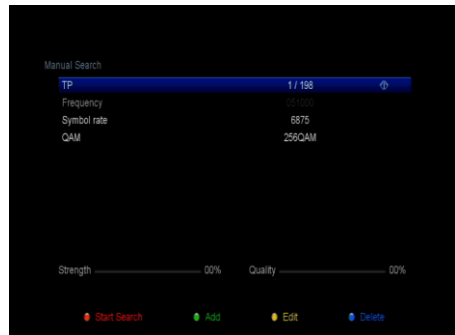 Manual Search
TP 1 / 198
Frequency 051000
Symbol rate 6875
QAM 256QAM
Strength 00% Quality 00%
Start Search Add Edit Delete